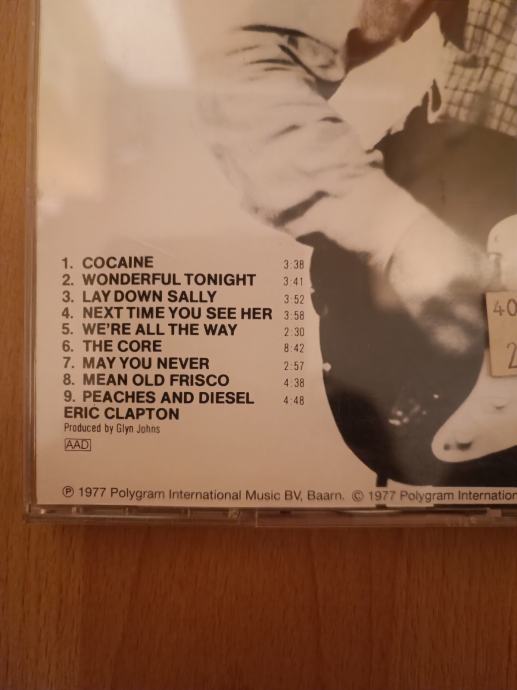 1. COCAINE 3:38
2. WONDERFUL TONIGHT 3:41
3. LAY DOWN SALLY 3:52
4. NEXT TIME YOU SEE HER 3:58
5. WE'RE ALL THE WAY 2:30
6. THE CORE 8:42
7. MAY YOU NEVER 2:57
8. MEAN OLD FRISCO 4:38
9. PEACHES AND DIESEL 4:48
ERIC CLAPTON
Produced by Glyn Johns
AAD
40
2
℗ 1977 Polygram International Music BV, Baarn. © 1977 Polygram Internation